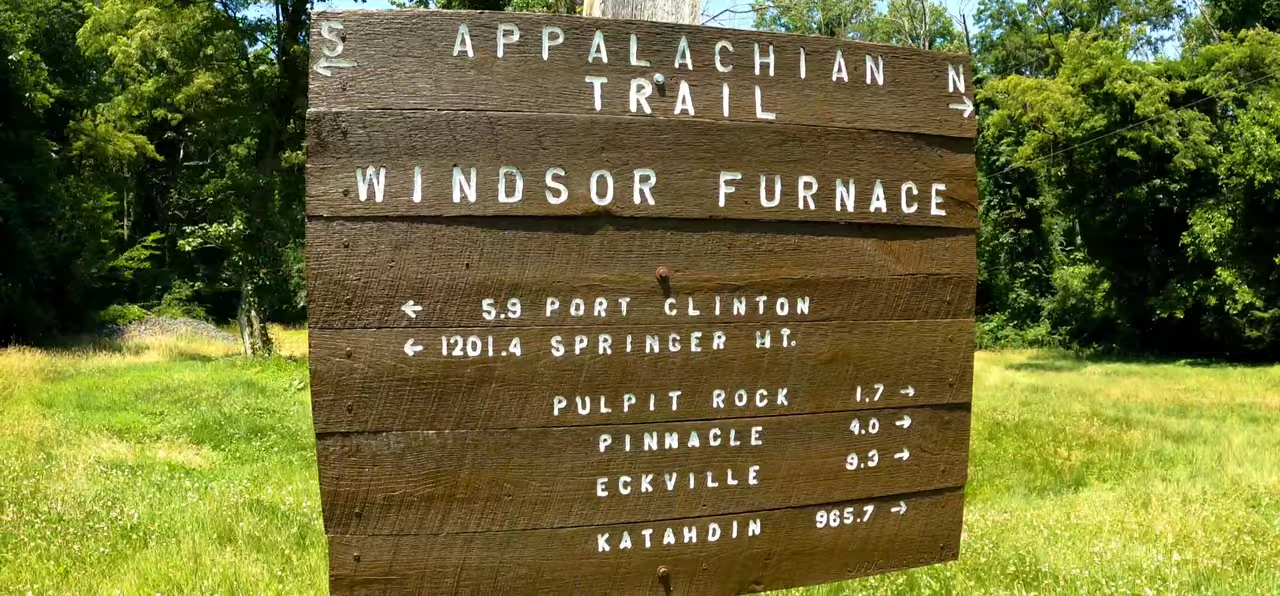 S APPALACHIAN N
← TRAIL →
WINDSOR FURNACE
← 5.9 PORT CLINTON
← 1201.4 SPRINGER MT.
PULPIT ROCK 1.7 →
PINNACLE 4.0 →
ECKVILLE 9.3 →
KATAHDIN 965.7 →